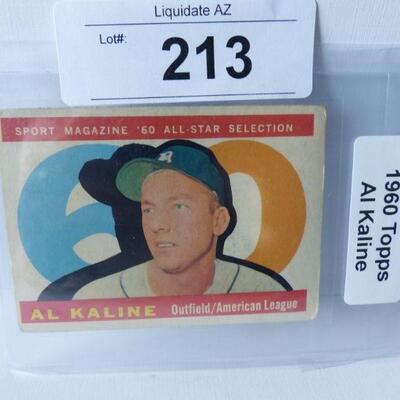 Liquidate AZ
Lot#:
213
SPORT MAGAZINE '60 ALL-STAR SELECTION
60
AL KALINE
Outfield/American League
1960 Topps
Al Kaline